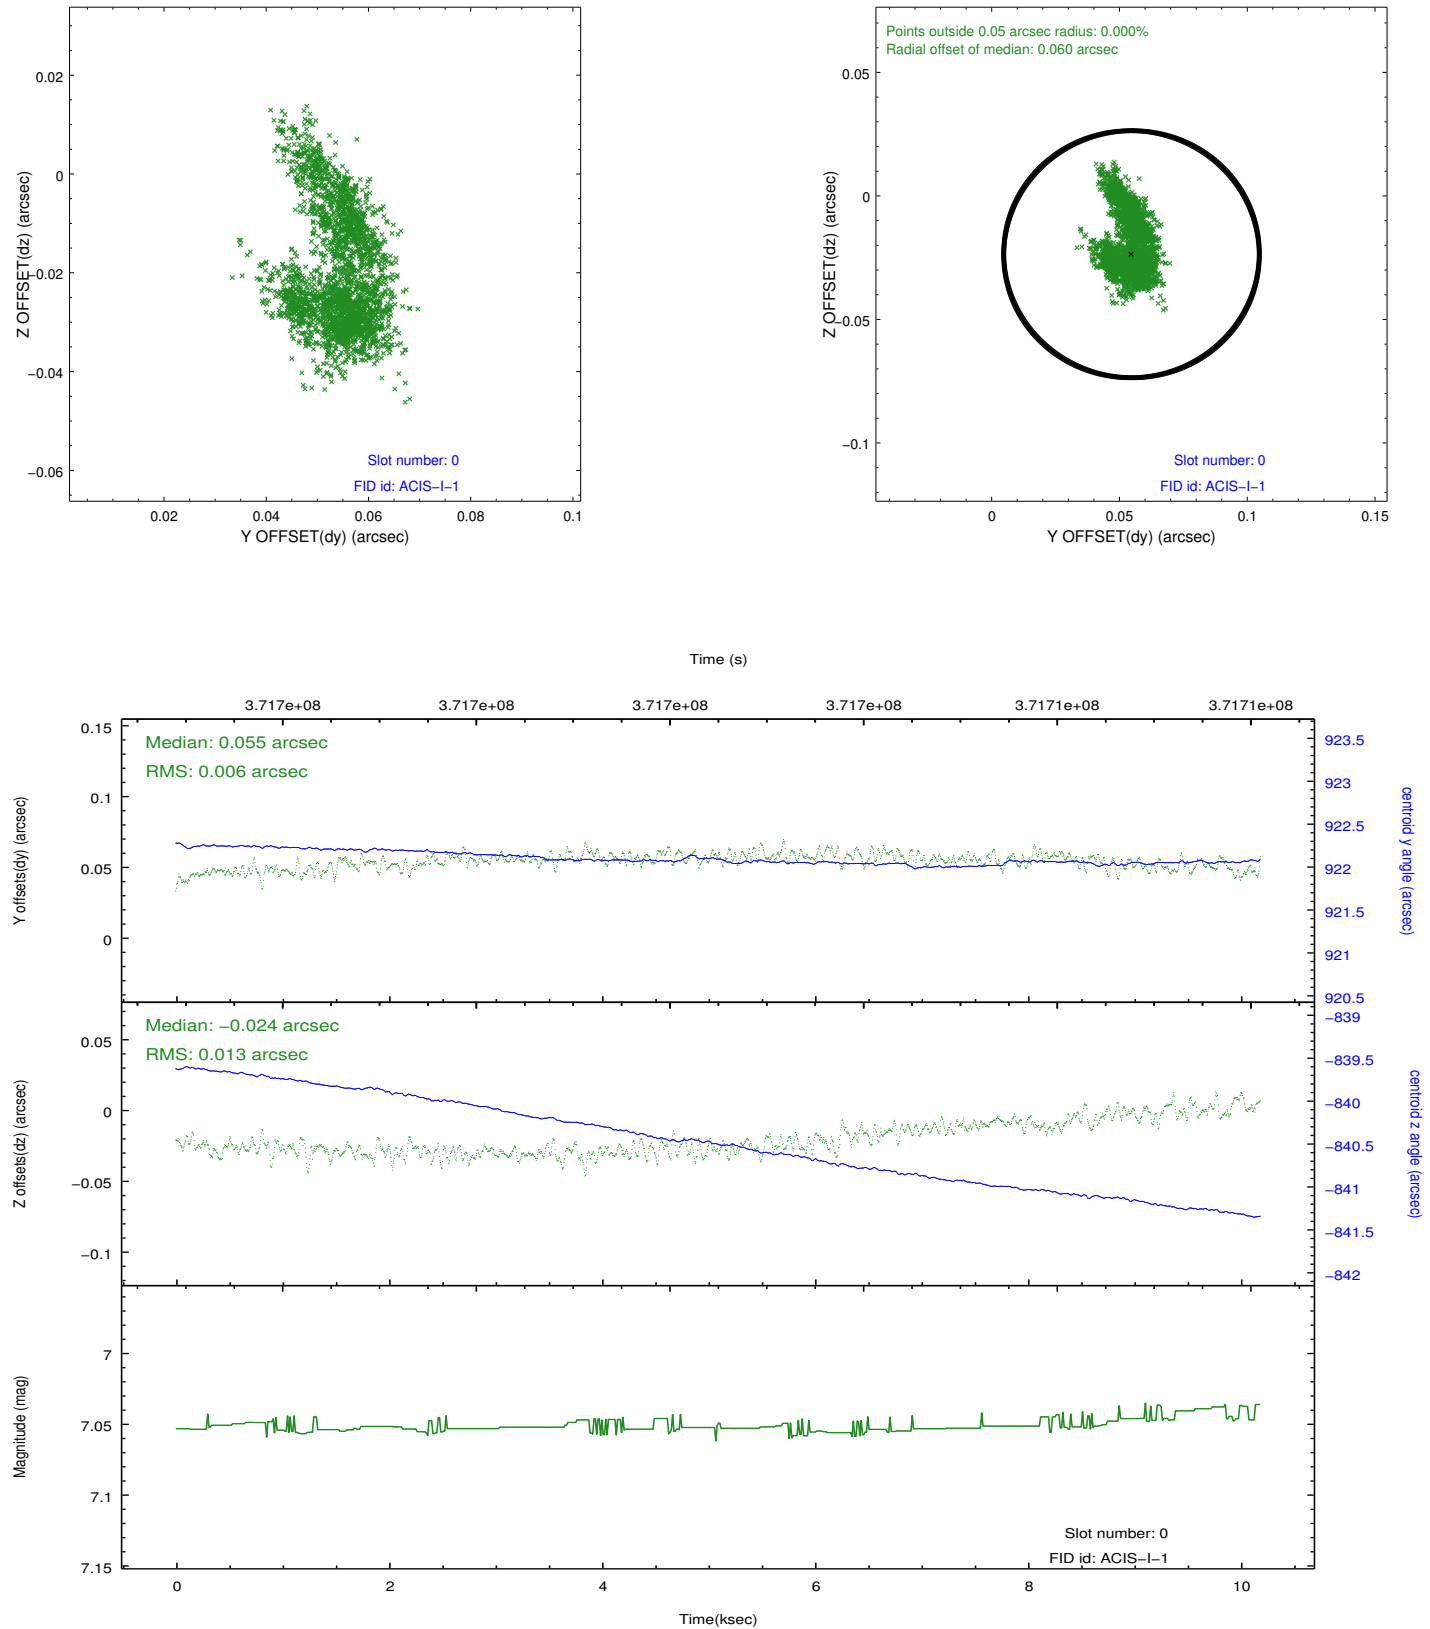 0.02
0
−0.02
−0.04
−0.06
Z OFFSET(dz) (arcsec)
Slot number: 0
FID id: ACIS−I−1
0.02
0.04
0.06
0.08
0.1
Y OFFSET(dy) (arcsec)
Points outside 0.05 arcsec radius: 0.000%
Radial offset of median: 0.060 arcsec
0.05
0
−0.05
−0.1
Z OFFSET(dz) (arcsec)
Slot number: 0
FID id: ACIS−I−1
0
0.05
0.1
0.15
Y OFFSET(dy) (arcsec)
Time (s)
3.717e+08
3.717e+08
3.717e+08
3.717e+08
3.7171e+08
3.7171e+08
Median: 0.055 arcsec
RMS: 0.006 arcsec
0.15
0.1
0.05
0
Y offsets(dy) (arcsec)
923.5
923
922.5
922
921.5
921
920.5
centroid y angle (arcsec)
Median: −0.024 arcsec
RMS: 0.013 arcsec
0.05
0
−0.05
−0.1
Z offsets(dz) (arcsec)
−839
−839.5
−840
−840.5
−841
−841.5
−842
centroid z angle (arcsec)
7
7.05
7.1
7.15
Magnitude (mag)
Slot number: 0
FID id: ACIS−I−1
0
2
4
6
8
10
Time(ksec)